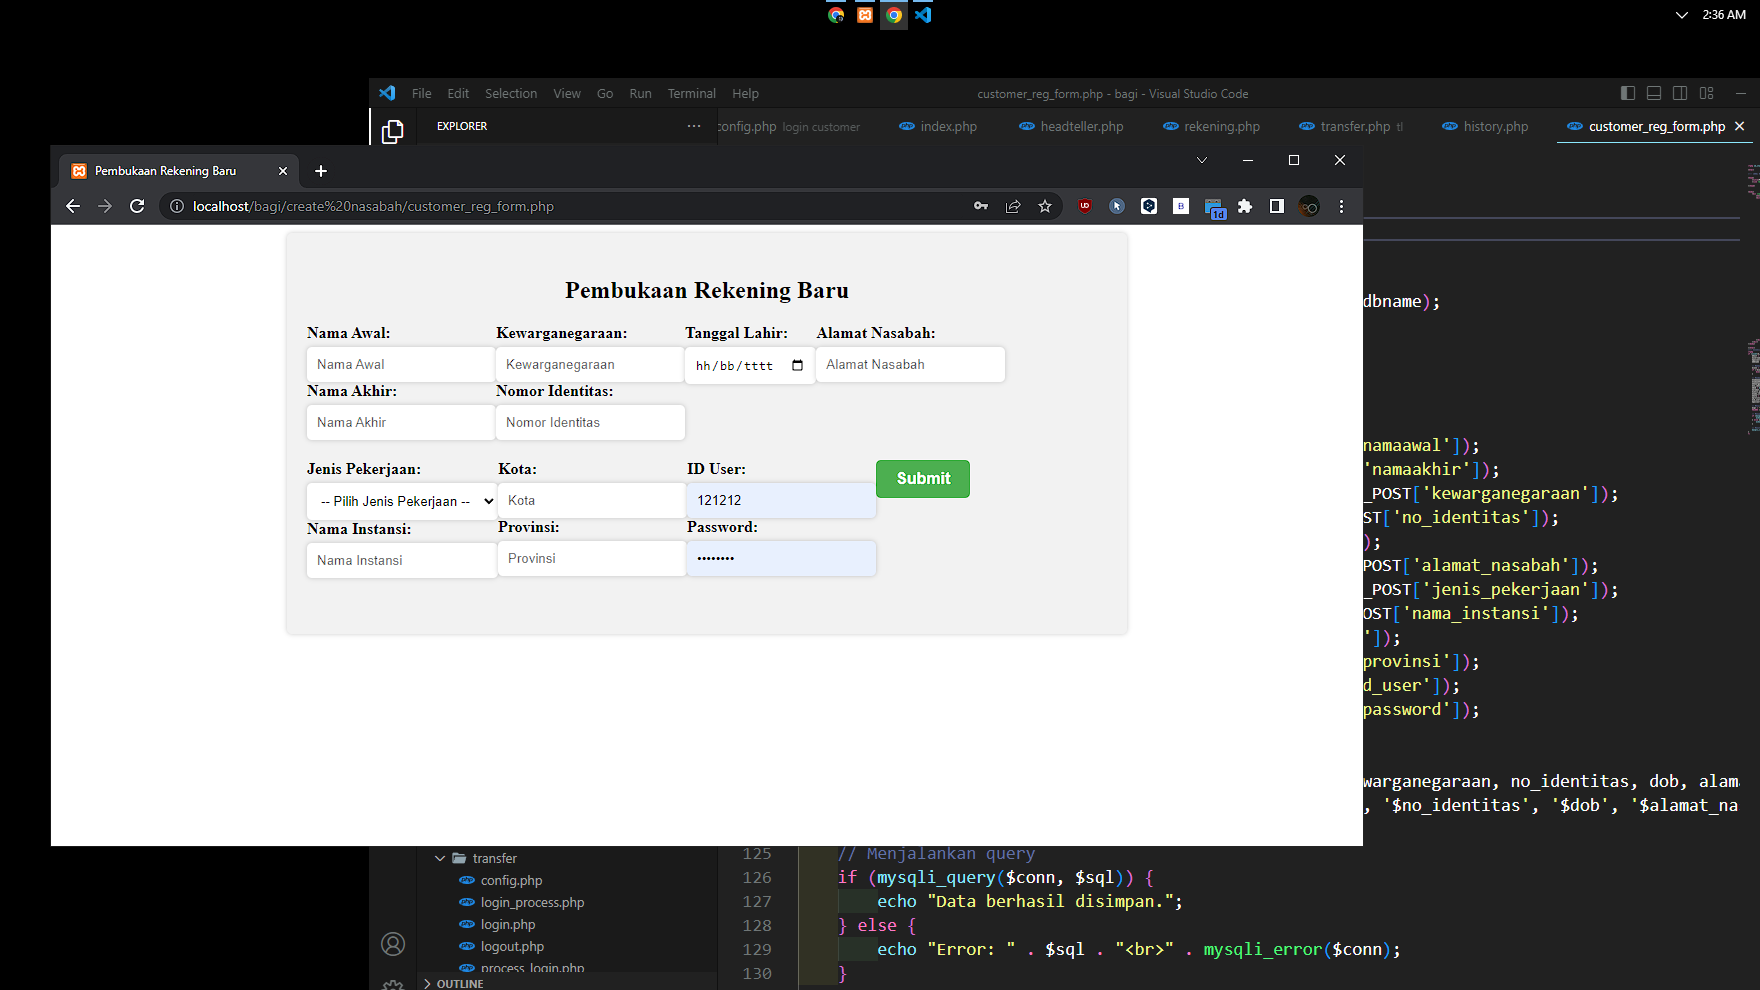 2:36 AM
File Edit Selection View Go Run Terminal Help
customer_reg_form.php - bagi - Visual Studio Code
EXPLORER
config.php login customer
index.php
headteller.php
rekening.php
transfer.php tl
history.php
customer_reg_form.php
Pembukaan Rekening Baru
localhost/bagi/create%20nasabah/customer_reg_form.php
1d
Pembukaan Rekening Baru
Nama Awal: Kewarganegaraan: Tanggal Lahir: Alamat Nasabah:
Nama Awal Kewarganegaraan hh/bb/tttt Alamat Nasabah
Nama Akhir: Nomor Identitas:
Nama Akhir Nomor Identitas
Jenis Pekerjaan: Kota: ID User:
-- Pilih Jenis Pekerjaan -- Kota 121212 Submit
Nama Instansi: Provinsi: Password:
Nama Instansi Provinsi ••••••••
dbname);
namaawal']);
'namaakhir']);
_POST['kewarganegaraan']);
ST['no_identitas']);
);
POST['alamat_nasabah']);
_POST['jenis_pekerjaan']);
OST['nama_instansi']);
']);
provinsi']);
d_user']);
password']);
warganegaraan, no_identitas, dob, alam
, '$no_identitas', '$dob', '$alamat_na
transfer
config.php
login_process.php
login.php
logout.php
process_login.php
OUTLINE
125 // Menjalankan query
126 if (mysqli_query($conn, $sql)) {
127 echo "Data berhasil disimpan.";
128 } else {
129 echo "Error: " . $sql . "<br>" . mysqli_error($conn);
130 }